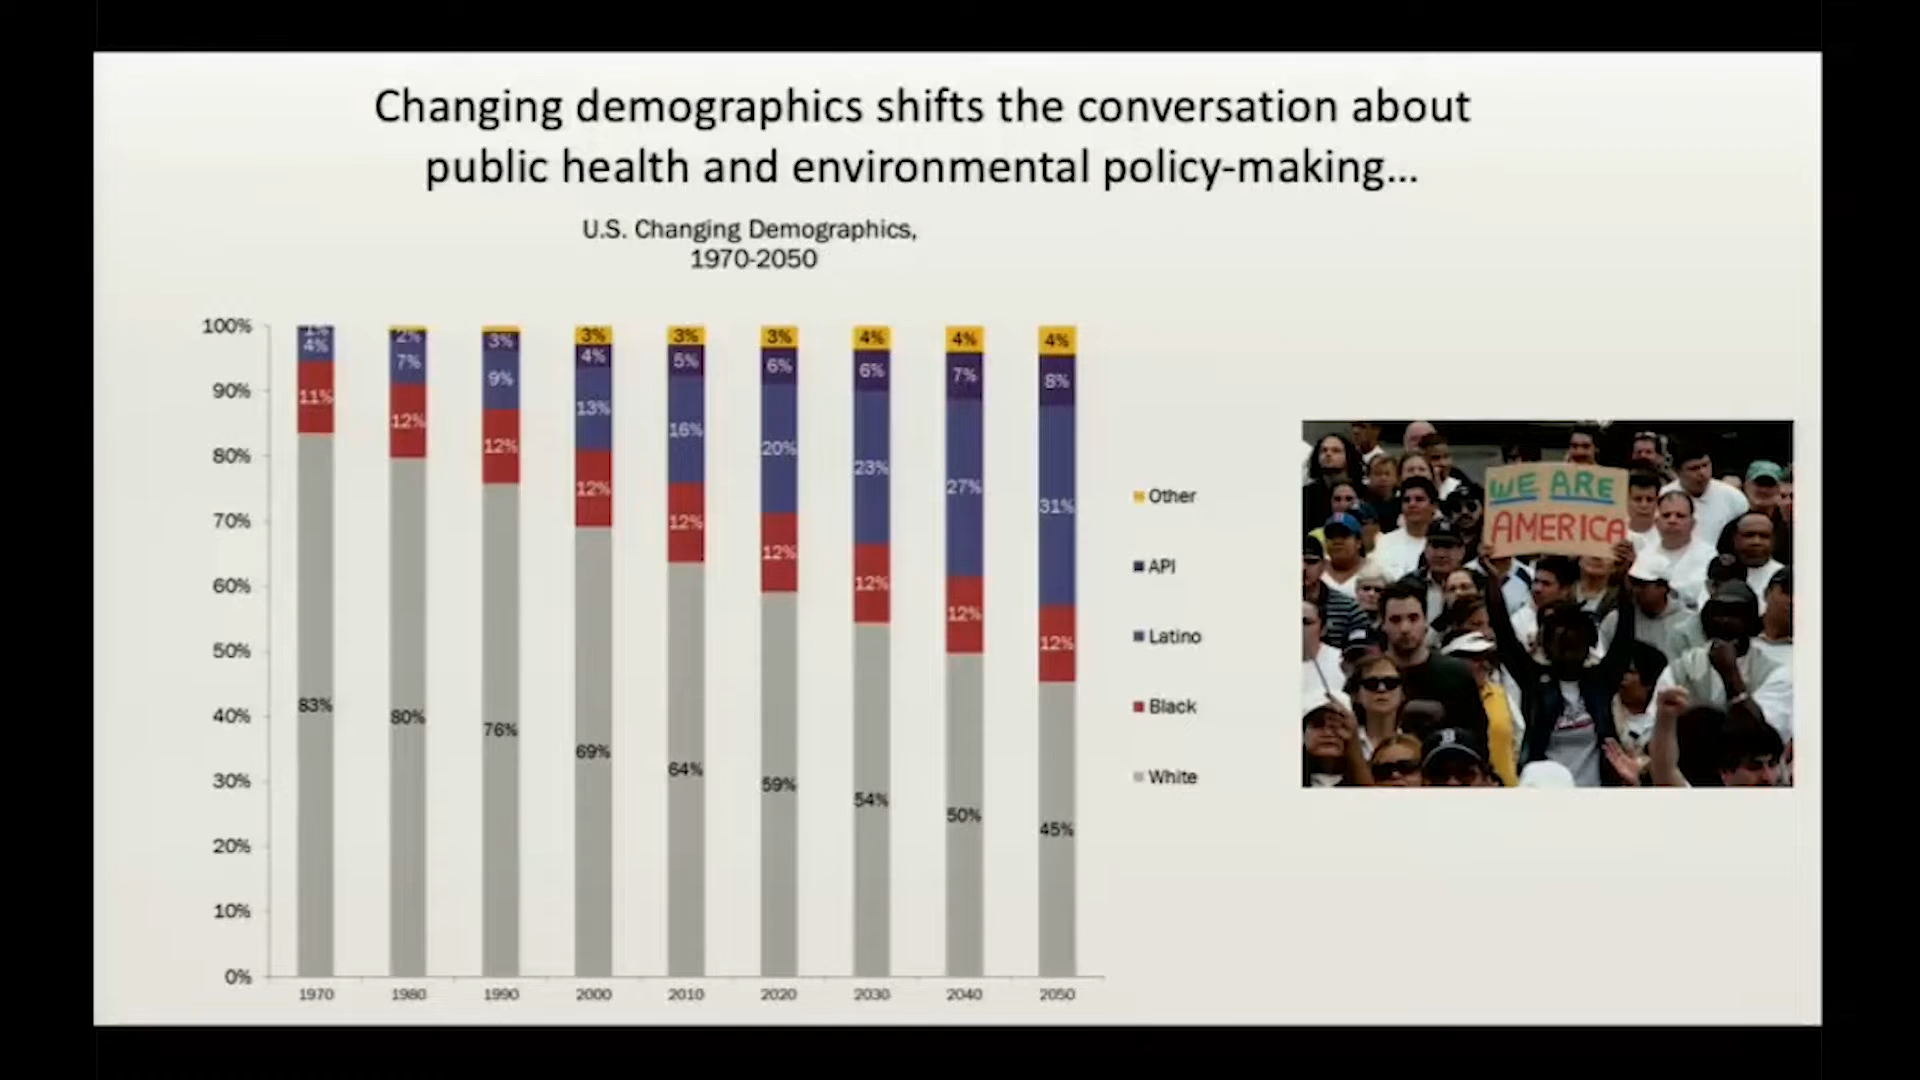 Changing demographics shifts the conversation about
public health and environmental policy-making...
U.S. Changing Demographics,
1970-2050
100%
90%
80%
70%
60%
50%
40%
30%
20%
10%
0%
1% 2% 3% 3% 3% 3% 4% 4% 4%
4% 7% 9% 4% 5% 6% 6% 7% 8%
11% 12% 12% 13% 16% 20% 23% 27% 31%
12% 12% 12% 12% 12% 12%
83% 80% 76% 69% 64% 59% 54% 50% 45%
1970 1980 1990 2000 2010 2020 2030 2040 2050
Other
API
Latino
Black
White
WE ARE
AMERICA